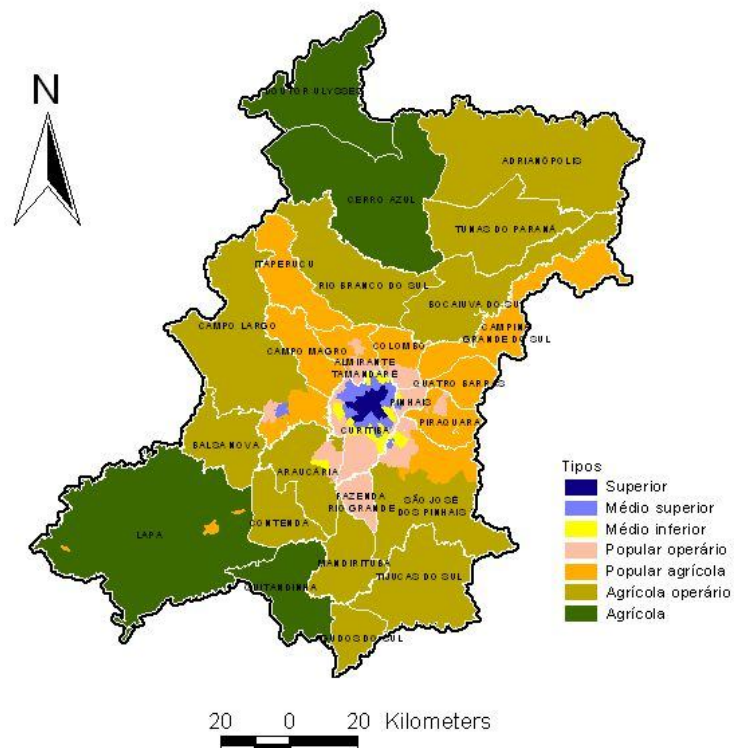 N
DOUTOR ULYSSES
ADRIANÓPOLIS
CERRO AZUL
TUNAS DO PARANÁ
ITAPERUÇU
RIO BRANCO DO SUL
BOCAIUVA DO SU
CAMPO LARGO
CAMPINA
GRANDE DO SUL
COLOMBO
CAMPO MAGRO
ALMIRANTE
TAMANDARÉ
QUATRO BARRAS
PINHAIS
PIRAQUARA
CURITIBA
BALSA NOVA
ARAUCÁRIA
FAZENDA
RIO GRANDE
SÃO JOSÉ
DOS PINHAIS
CONTENDA
LAPA
MANDIRITUBA
TIJUCAS DO SUL
QUITANDINHA
UDOS DO SUL
Tipos
Superior
Médio superior
Médio inferior
Popular operário
Popular agrícola
Agrícola operário
Agrícola
20 0 20 Kilometers